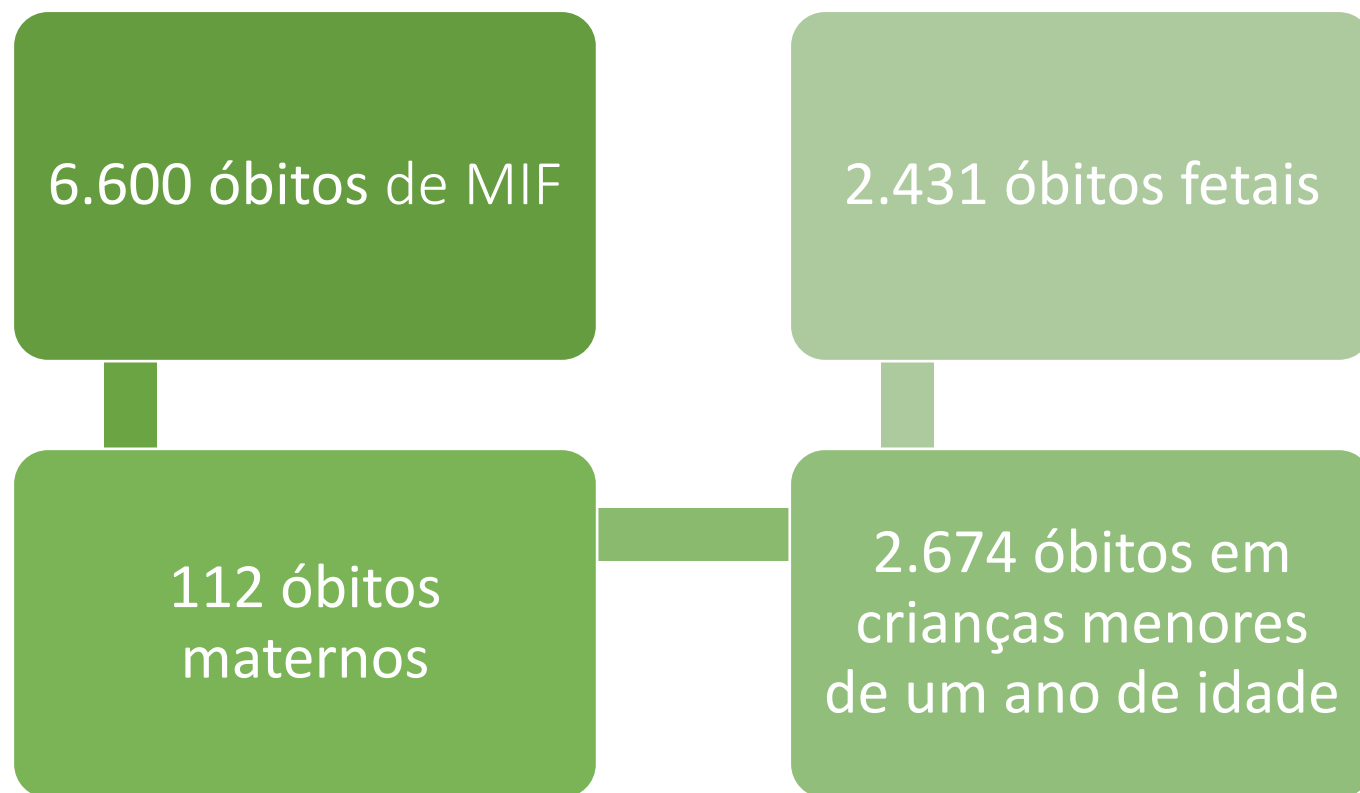 6.600 óbitos de MIF
112 óbitos
maternos
2.674 óbitos em
crianças menores
de um ano de idade
2.431 óbitos fetais